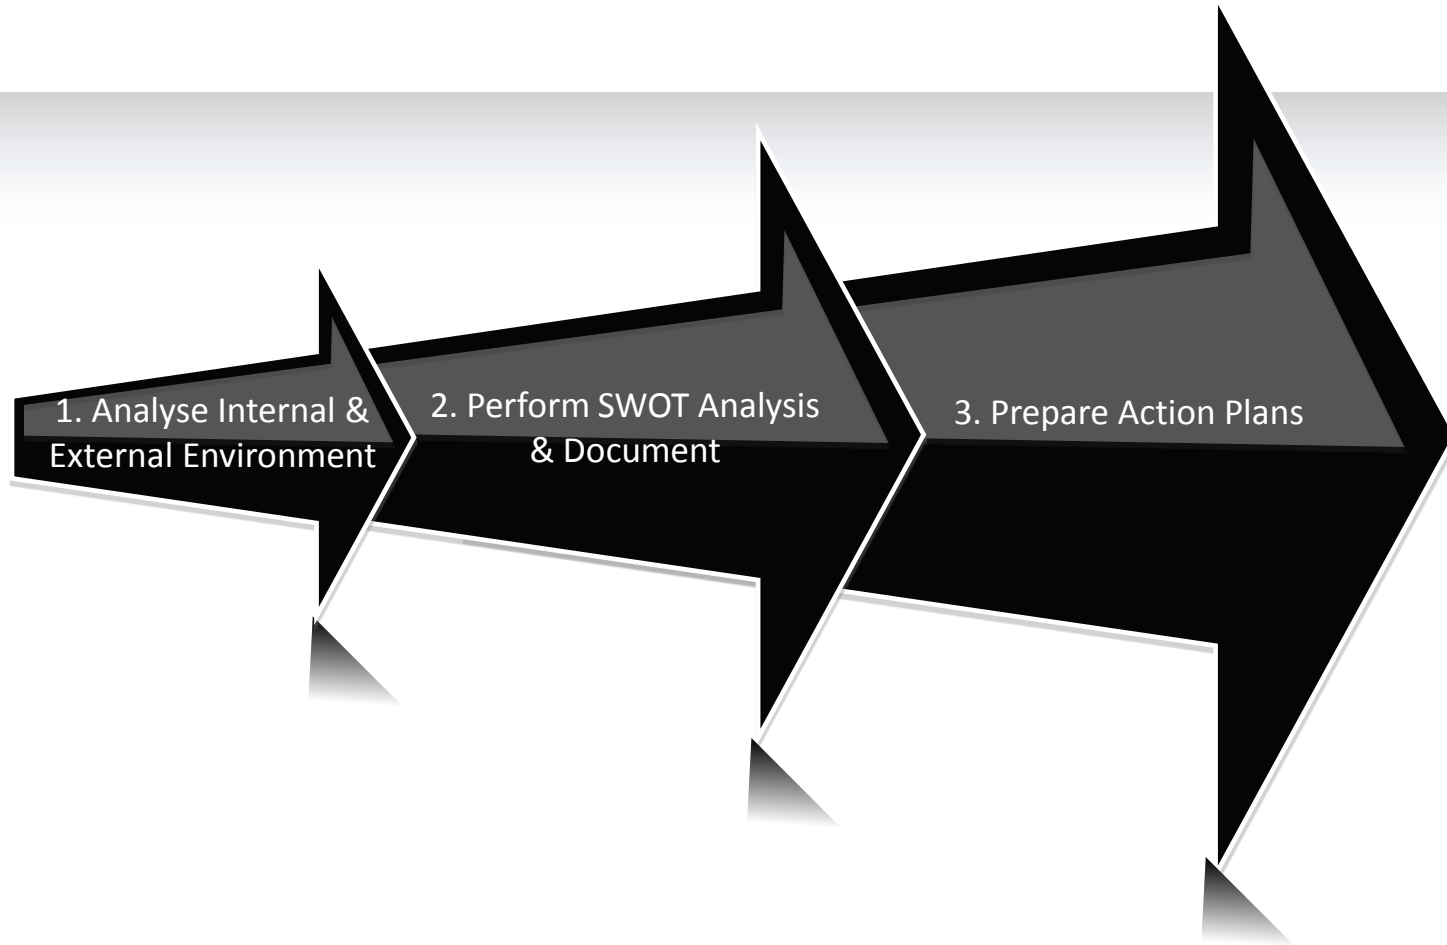 1. Analyse Internal &
External Environment
2. Perform SWOT Analysis
& Document
3. Prepare Action Plans